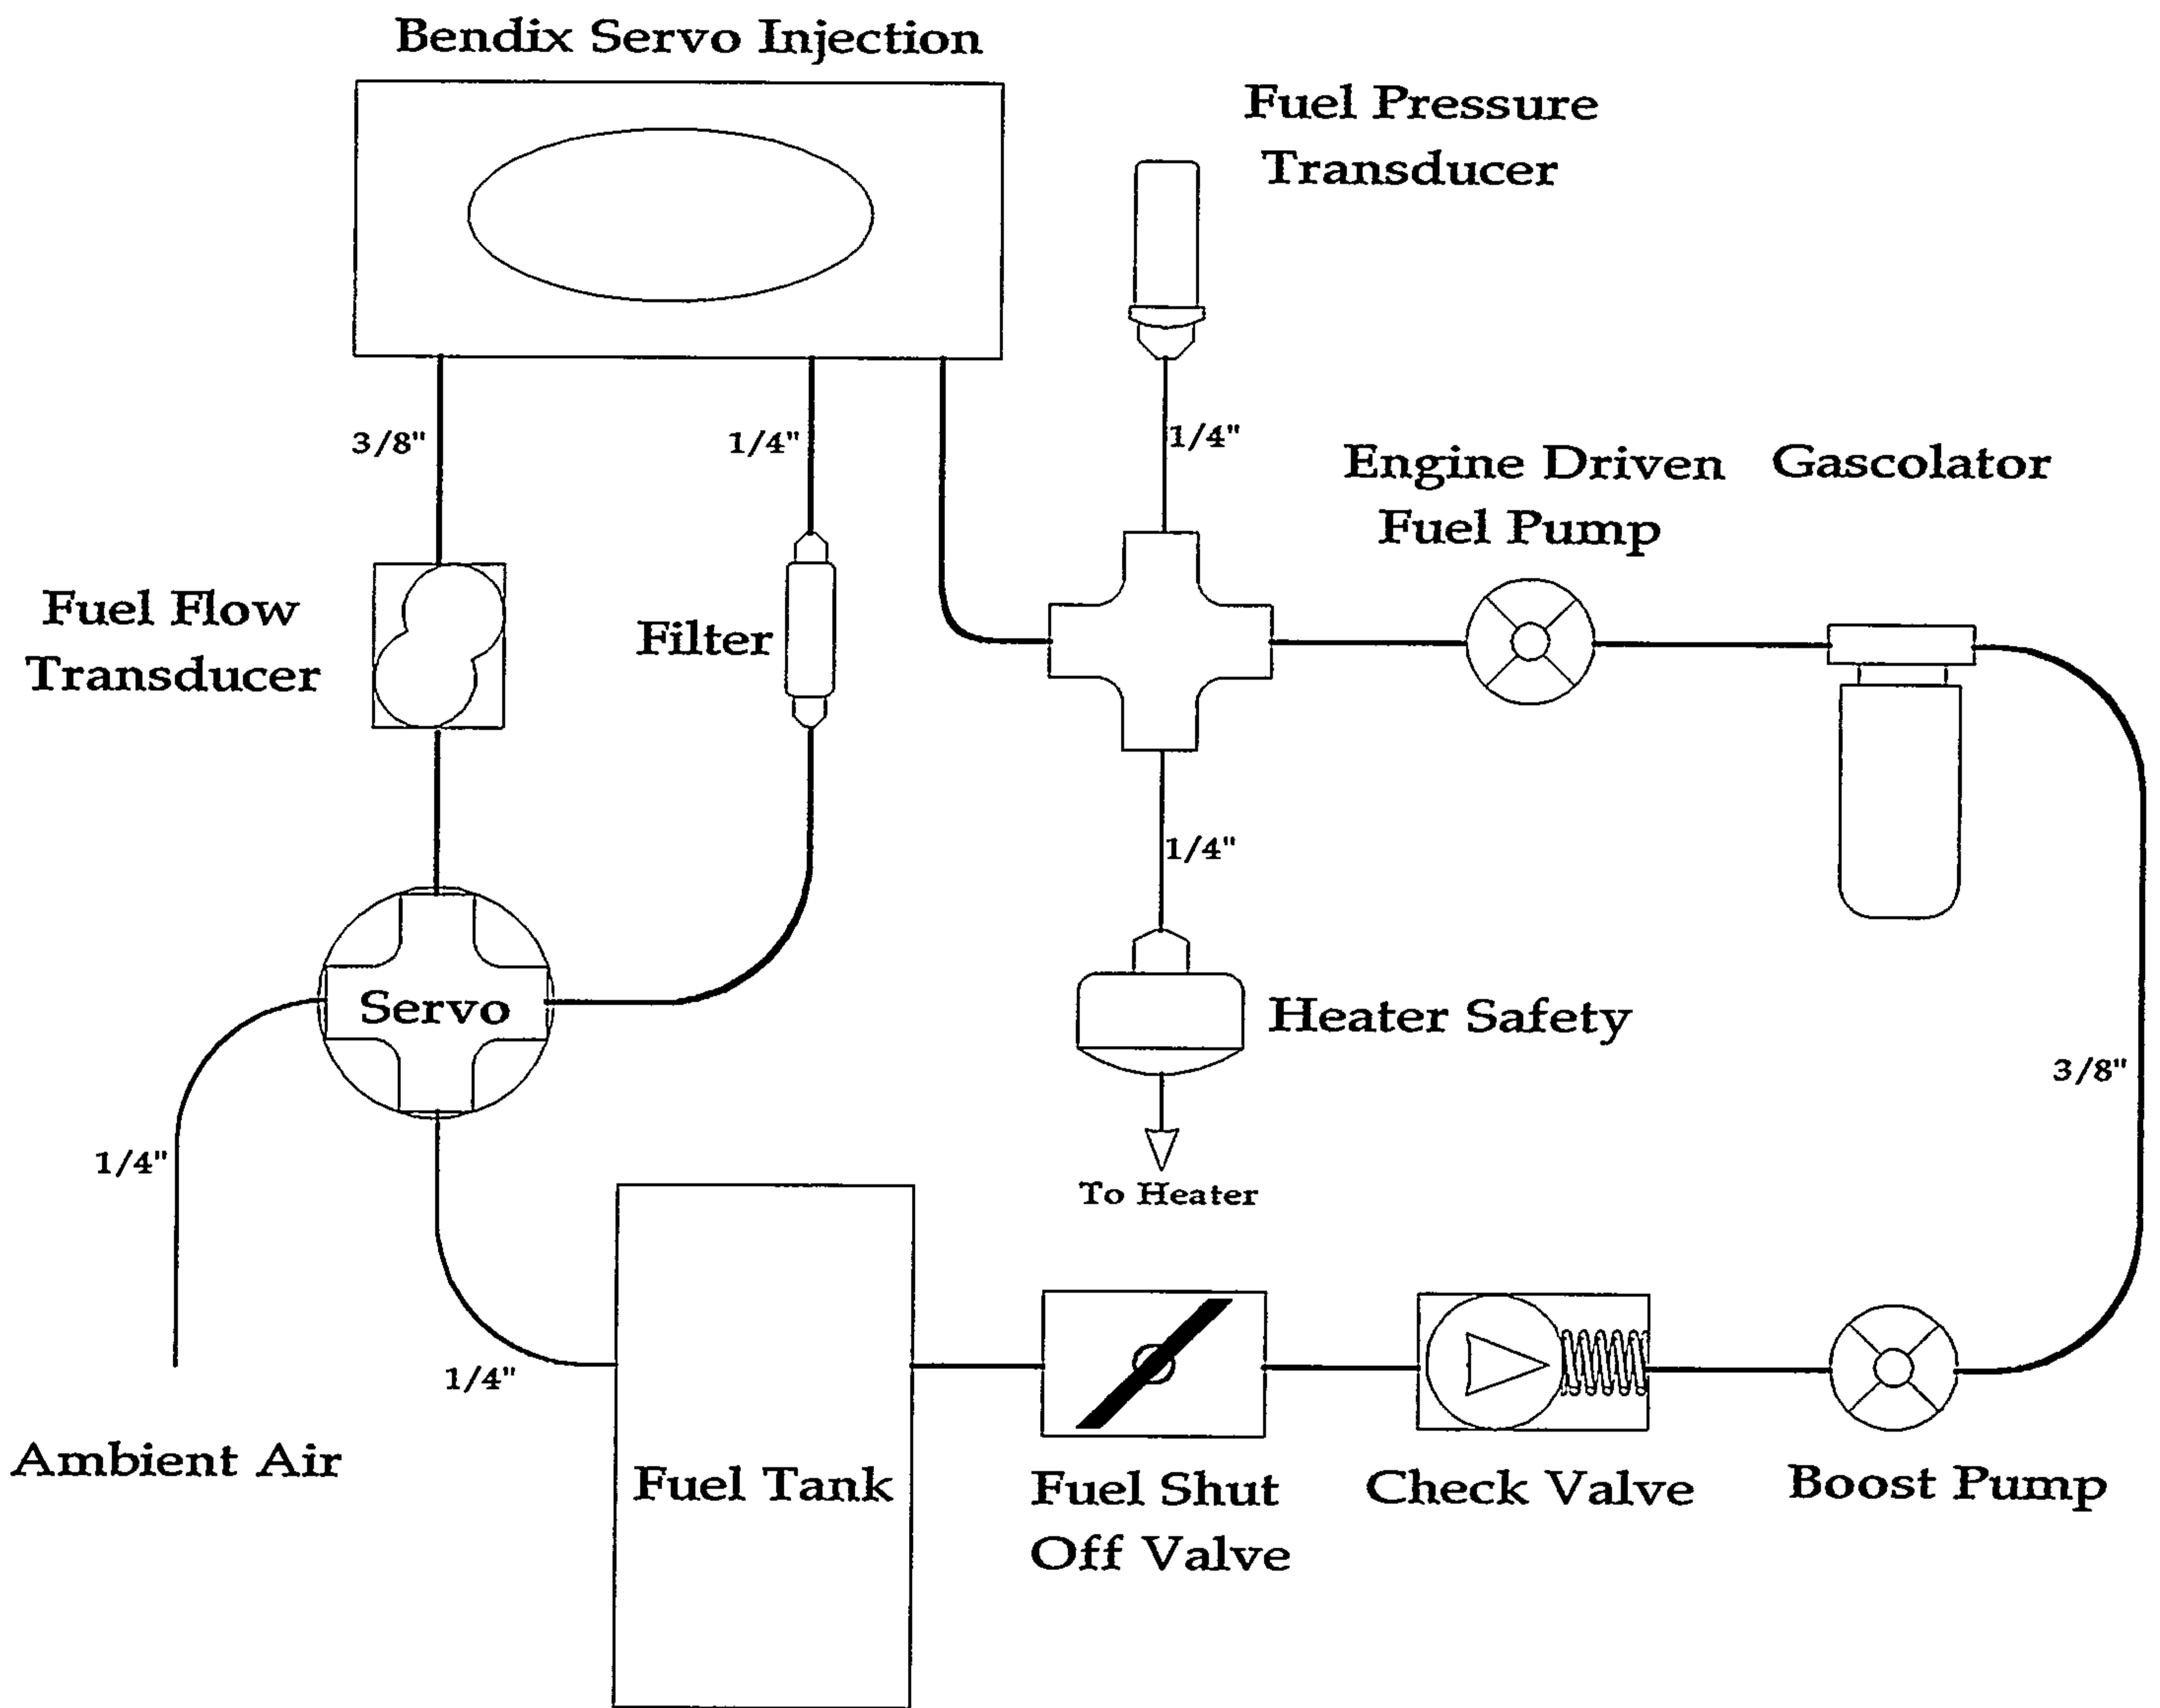 Bendix Servo Injection
Fuel Pressure
Transducer
3/8"
1/4"
1/4"
Engine Driven
Fuel Pump
Gascolator
Fuel Flow
Transducer
Filter
1/4"
Servo
Heater Safety
3/8"
1/4"
To Heater
1/4"
Ambient Air
Fuel Tank
Fuel Shut
Off Valve
Check Valve
Boost Pump